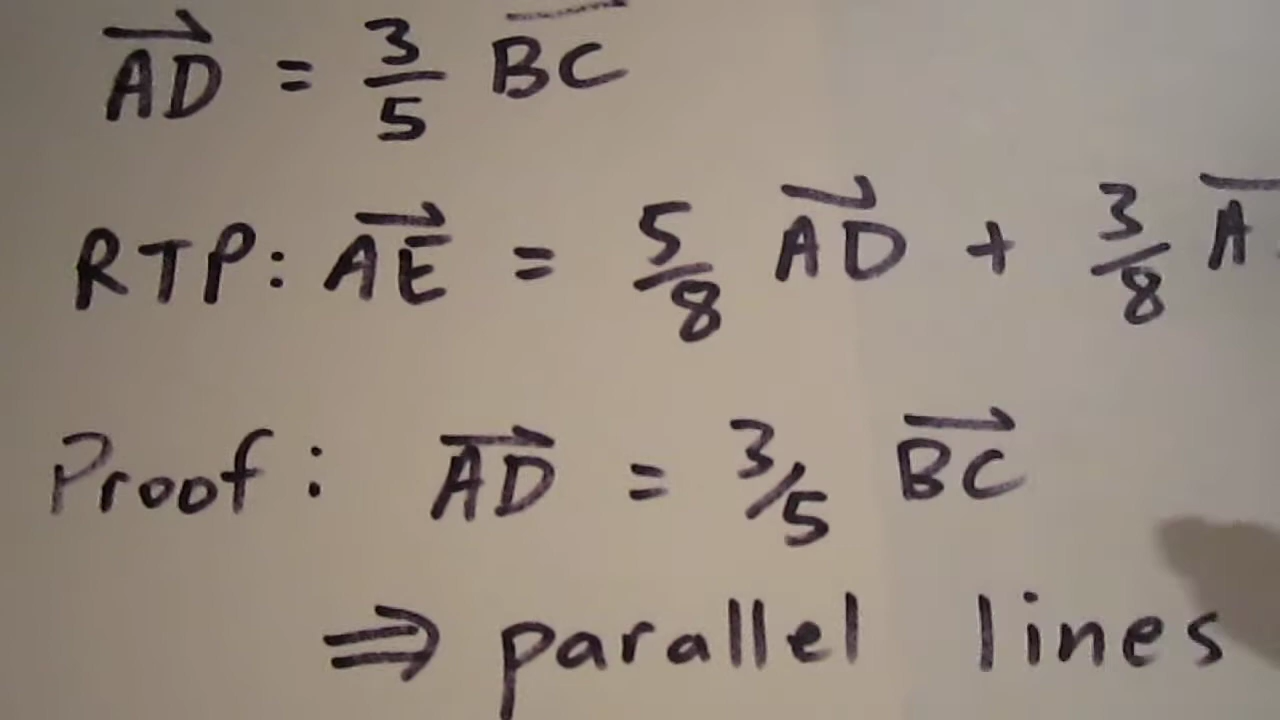 AD = 3/5 BC
RTP: AE = 5/8 AD + 3/8 A
Proof: AD = 3/5 BC
⇒ parallel lines